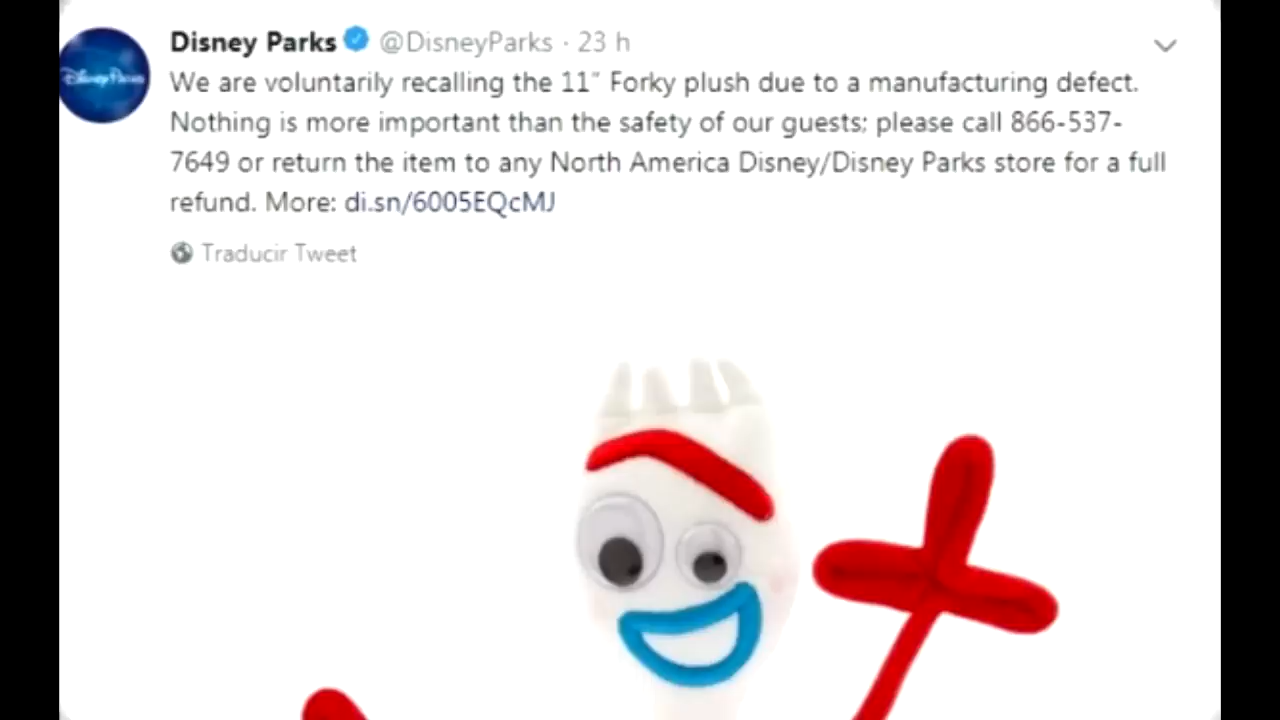 Disney Parks @DisneyParks · 23 h
We are voluntarily recalling the 11” Forky plush due to a manufacturing defect.
Nothing is more important than the safety of our guests; please call 866-537-
7649 or return the item to any North America Disney/Disney Parks store for a full
refund. More: di.sn/6005EQcMJ
Traducir Tweet
Disney Parks